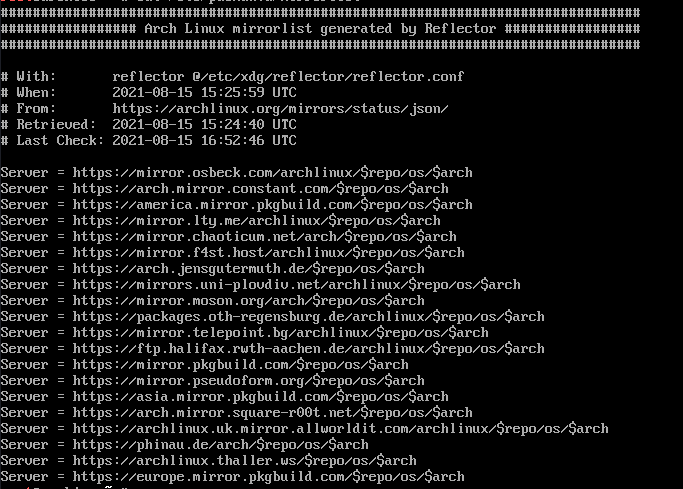 ################################################################################
################# Arch Linux mirrorlist generated by Reflector #################
################################################################################
# With:       reflector @/etc/xdg/reflector/reflector.conf
# When:       2021-08-15 15:25:59 UTC
# From:       https://archlinux.org/mirrors/status/json/
# Retrieved:  2021-08-15 15:24:40 UTC
# Last Check: 2021-08-15 16:52:46 UTC
Server = https://mirror.osbeck.com/archlinux/$repo/os/$arch
Server = https://arch.mirror.constant.com/$repo/os/$arch
Server = https://america.mirror.pkgbuild.com/$repo/os/$arch
Server = https://mirror.lty.me/archlinux/$repo/os/$arch
Server = https://mirror.chaoticum.net/arch/$repo/os/$arch
Server = https://mirror.f4st.host/archlinux/$repo/os/$arch
Server = https://arch.jensgutermuth.de/$repo/os/$arch
Server = https://mirrors.uni-plovdiv.net/archlinux/$repo/os/$arch
Server = https://mirror.moson.org/arch/$repo/os/$arch
Server = https://packages.oth-regensburg.de/archlinux/$repo/os/$arch
Server = https://mirror.telepoint.bg/archlinux/$repo/os/$arch
Server = https://ftp.halifax.rwth-aachen.de/archlinux/$repo/os/$arch
Server = https://mirror.pkgbuild.com/$repo/os/$arch
Server = https://mirror.pseudoform.org/$repo/os/$arch
Server = https://asia.mirror.pkgbuild.com/$repo/os/$arch
Server = https://arch.mirror.square-r00t.net/$repo/os/$arch
Server = https://archlinux.uk.mirror.allworldit.com/archlinux/$repo/os/$arch
Server = https://phinau.de/arch/$repo/os/$arch
Server = https://archlinux.thaller.ws/$repo/os/$arch
Server = https://europe.mirror.pkgbuild.com/$repo/os/$arch